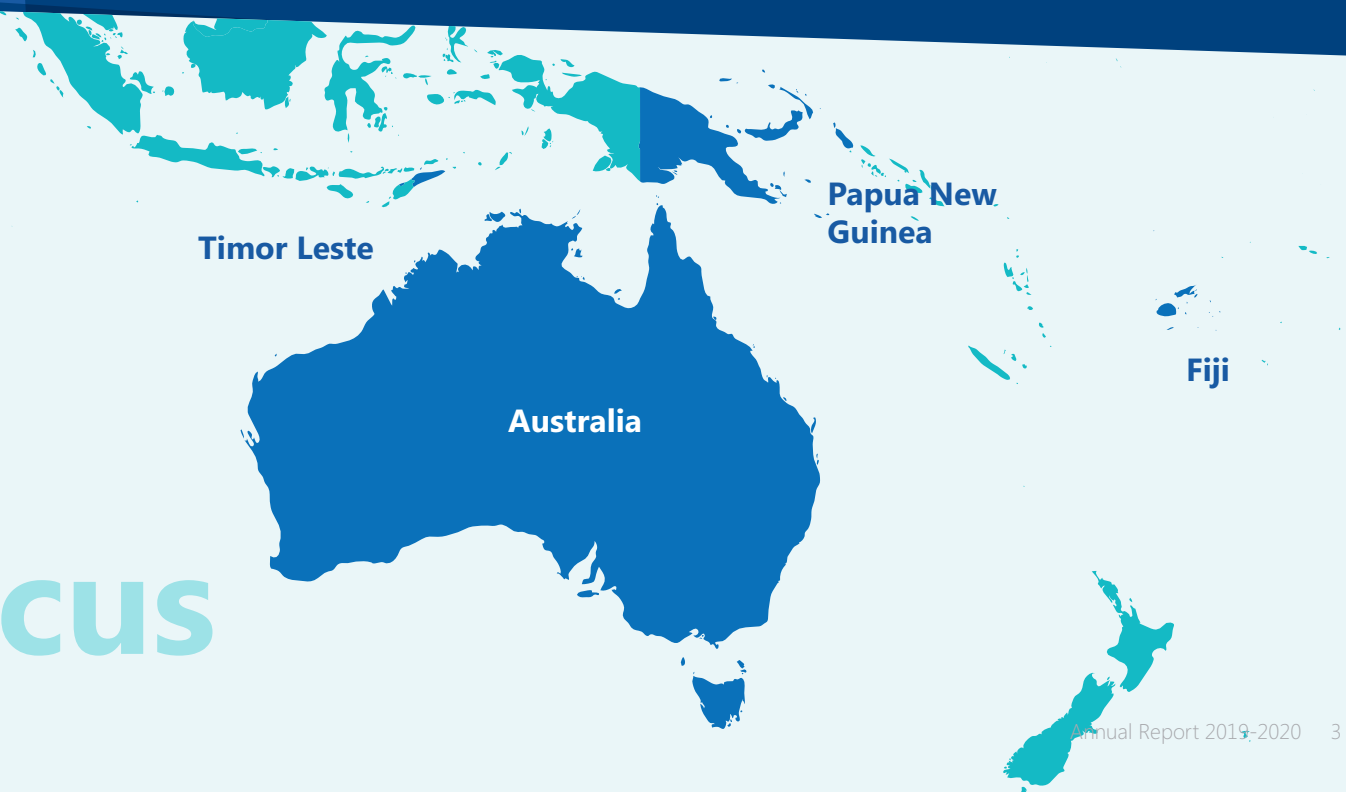 Papua New
Guinea
Timor Leste
Fiji
Australia
cus
Annual Report 2019-2020 3